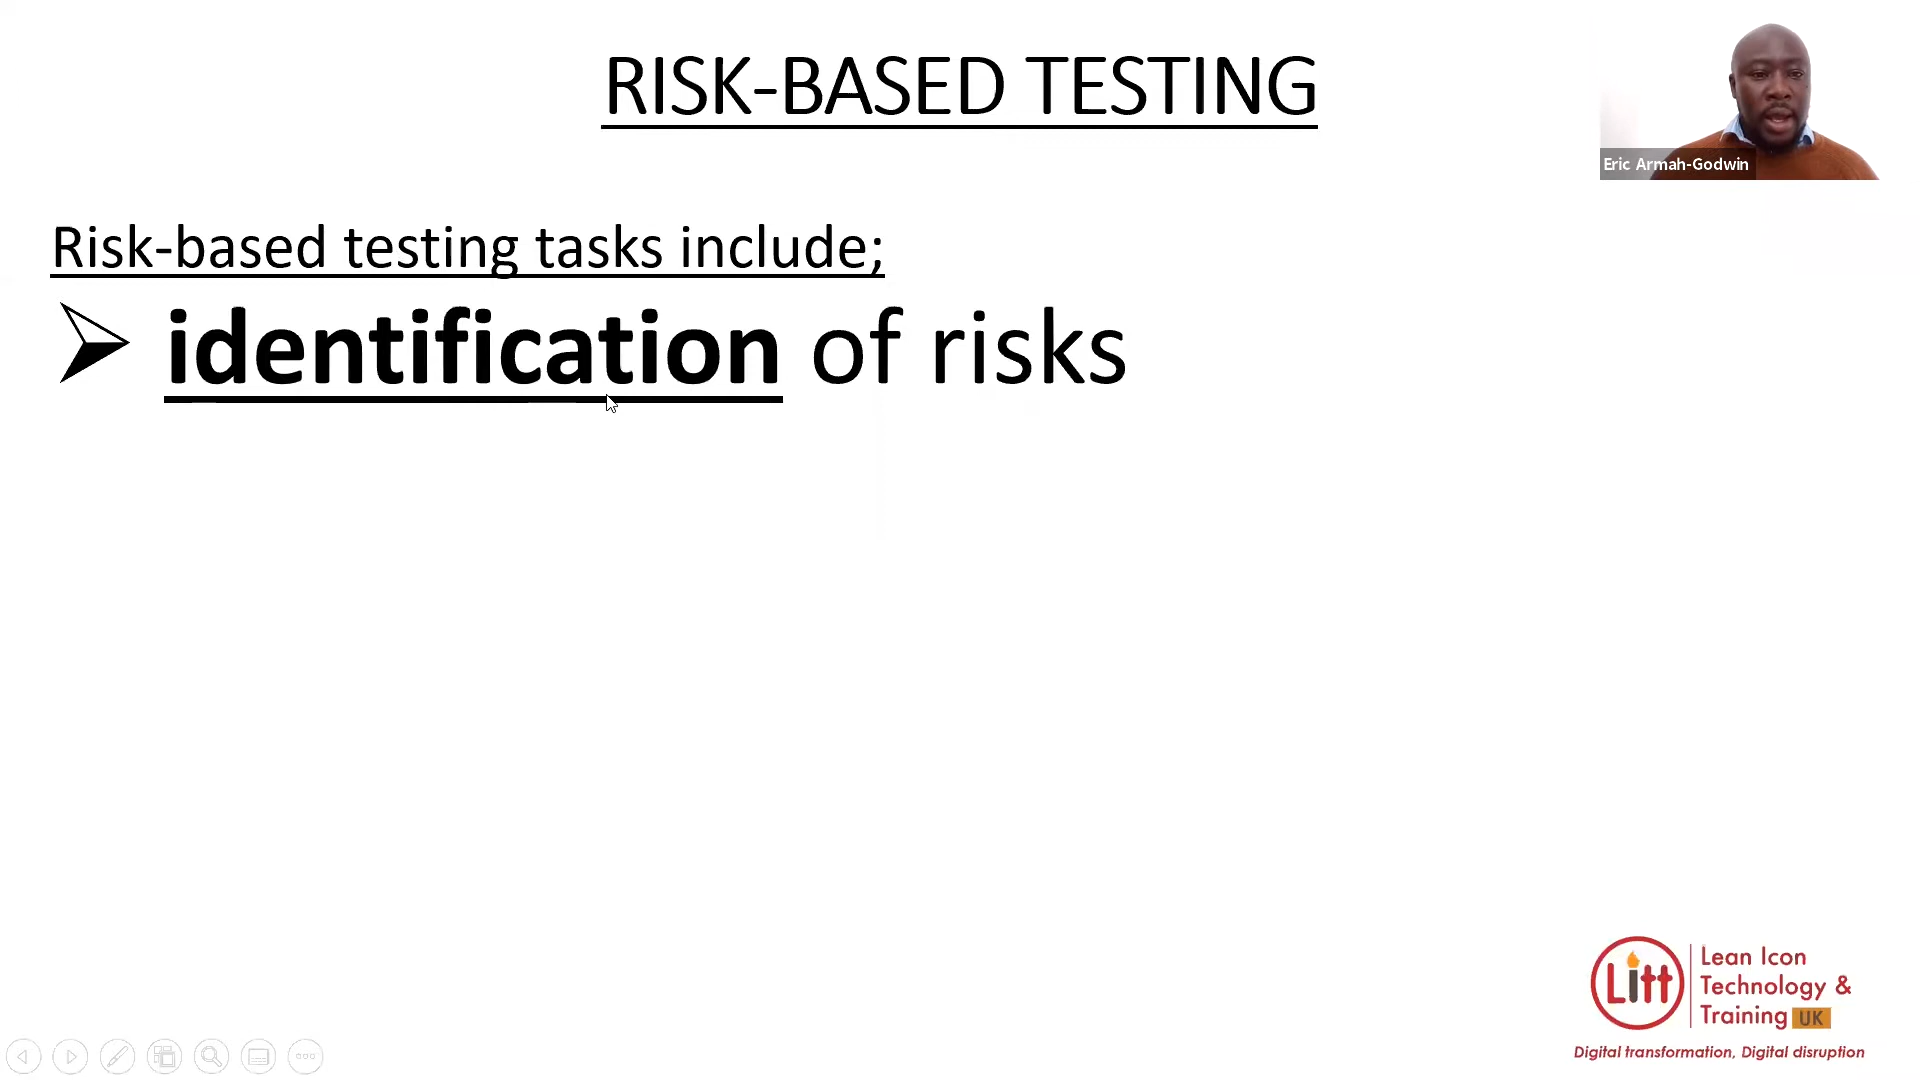 RISK-BASED TESTING
Eric Armah-Godwin
Risk-based testing tasks include;
identification of risks
Litt
Lean Icon
Technology &
Training UK
Digital transformation, Digital disruption